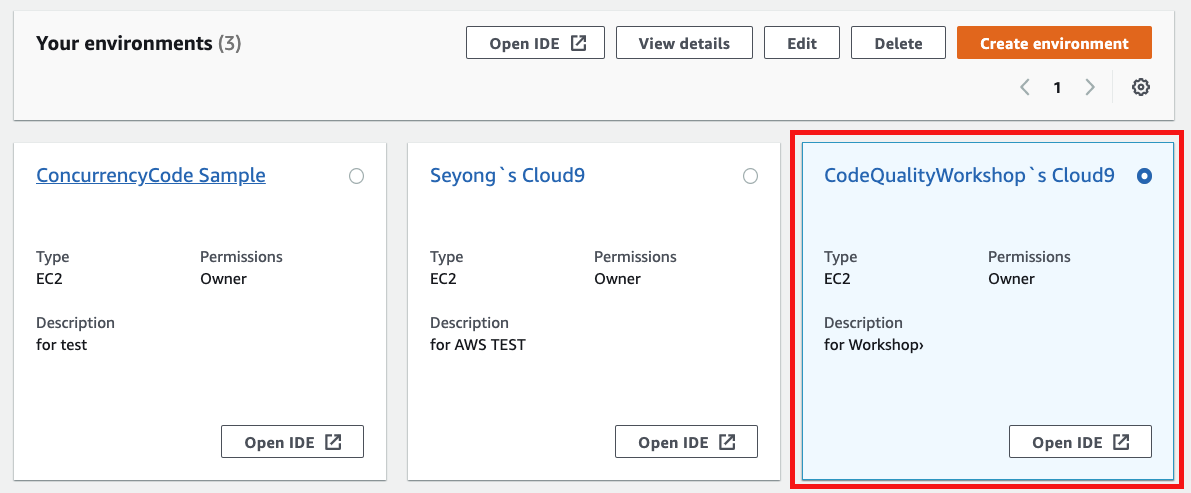 Your environments (3)
Open IDE
View details
Edit
Delete
Create environment
1
ConcurrencyCode Sample
Type
Permissions
EC2
Owner
Description
for test
Open IDE
Seyong`s Cloud9
Type
Permissions
EC2
Owner
Description
for AWS TEST
Open IDE
CodeQualityWorkshop`s Cloud9
Type
Permissions
EC2
Owner
Description
for Workshop›
Open IDE